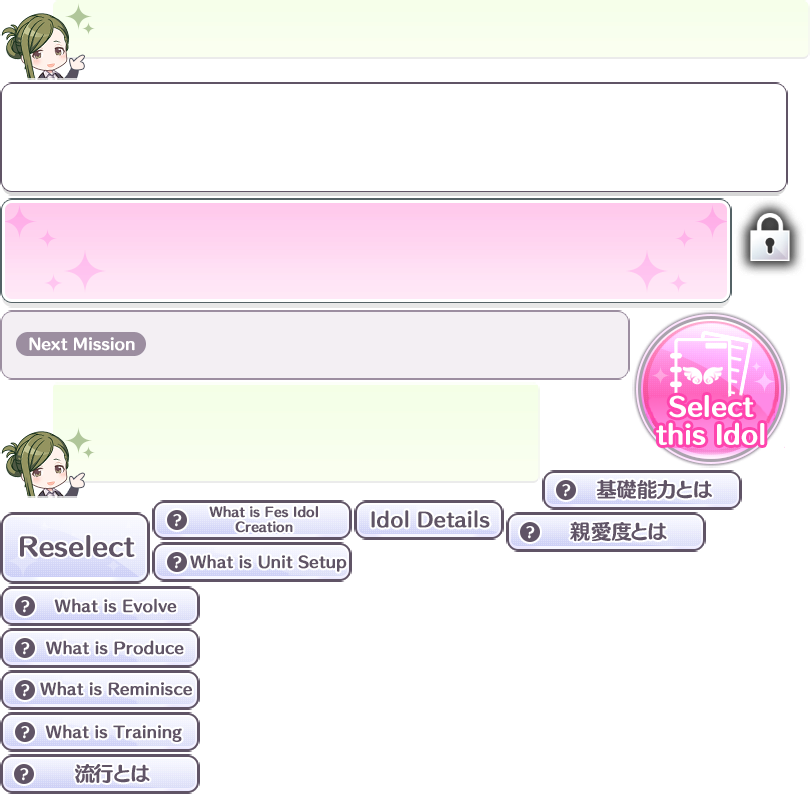 Next Mission
Select
this Idol
基礎能力とは
What is Fes Idol
Creation
Idol Details
親愛度とは
Reselect
What is Unit Setup
What is Evolve
What is Produce
What is Reminisce
What is Training
流行とは